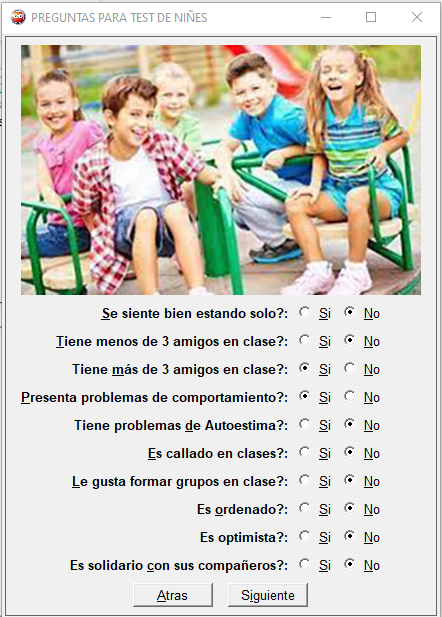 PREGUNTAS PARA TEST DE NIÑES
Se siente bien estando solo?: Si No
Tiene menos de 3 amigos en clase?: Si No
Tiene más de 3 amigos en clase?: Si No
Presenta problemas de comportamiento?: Si No
Tiene problemas de Autoestima?: Si No
Es callado en clases?: Si No
Le gusta formar grupos en clase?: Si No
Es ordenado?: Si No
Es optimista?: Si No
Es solidario con sus compañeros?: Si No
Atras Siguiente